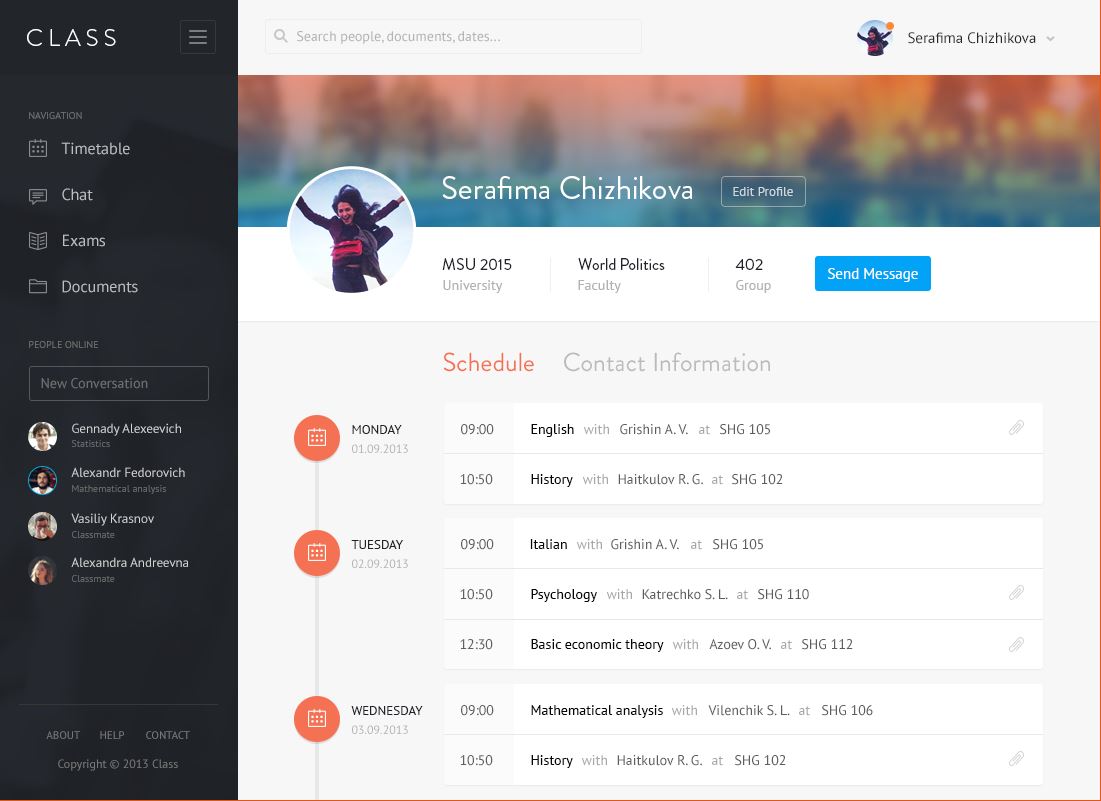 CLASS
Search people, documents, dates...
Serafima Chizhikova
NAVIGATION
Timetable
Chat
Exams
Documents
PEOPLE ONLINE
New Conversation
Gennady Alexeevich
Statistics
Alexandr Fedorovich
Mathematical analysis
Vasiliy Krasnov
Classmate
Alexandra Andreevna
Classmate
ABOUT HELP CONTACT
Copyright © 2013 Class
Serafima Chizhikova Edit Profile
MSU 2015 World Politics 402
University Faculty Group
Send Message
Schedule Contact Information
MONDAY
01.09.2013
09:00 English with Grishin A. V. at SHG 105
10:50 History with Haitkulov R. G. at SHG 102
TUESDAY
02.09.2013
09:00 Italian with Grishin A. V. at SHG 105
10:50 Psychology with Katrechko S. L. at SHG 110
12:30 Basic economic theory with Azoev O. V. at SHG 112
WEDNESDAY
03.09.2013
09:00 Mathematical analysis with Vilenchik S. L. at SHG 106
10:50 History with Haitkulov R. G. at SHG 102